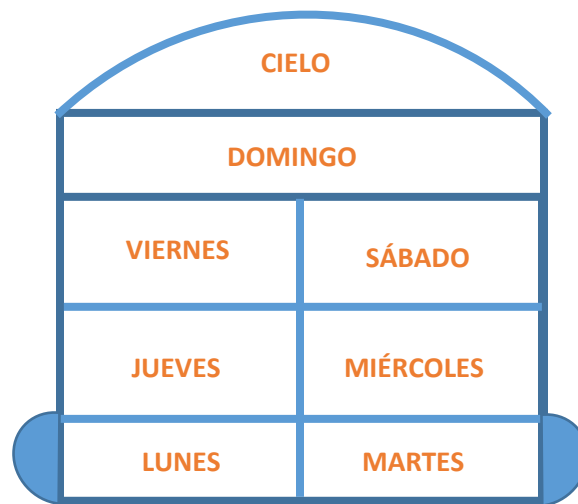 CIELO
DOMINGO
VIERNES
SÁBADO
JUEVES
MIÉRCOLES
LUNES
MARTES